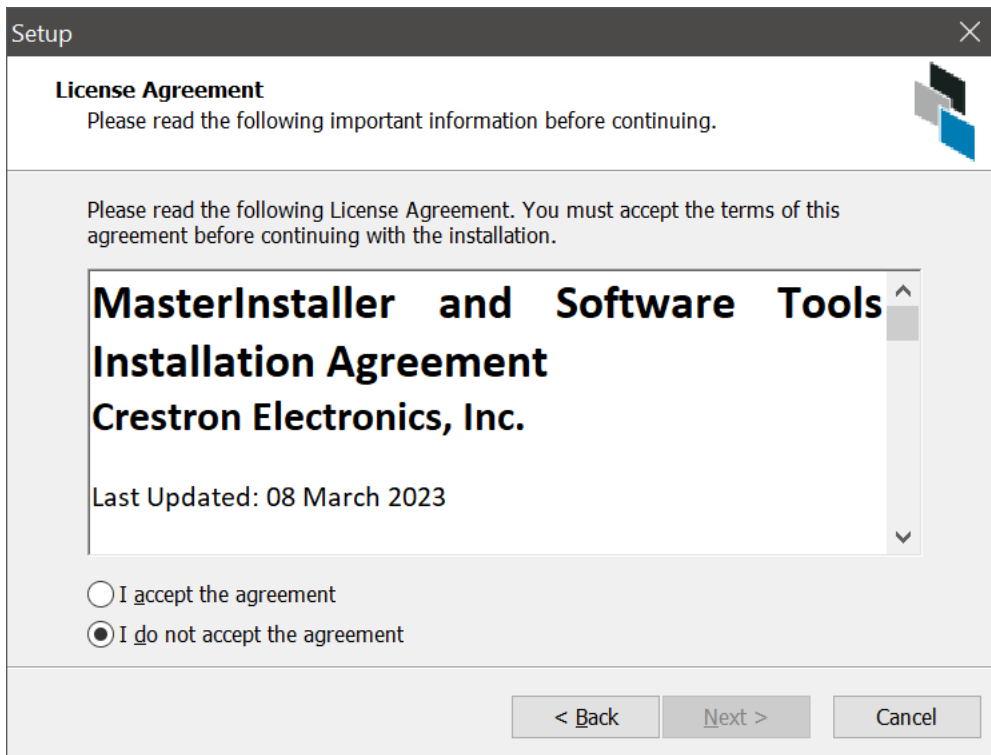 Setup
License Agreement
Please read the following important information before continuing.
Please read the following License Agreement. You must accept the terms of this
agreement before continuing with the installation.
MasterInstaller and Software Tools
Installation Agreement
Crestron Electronics, Inc.
Last Updated: 08 March 2023
I accept the agreement
I do not accept the agreement
< Back Next > Cancel